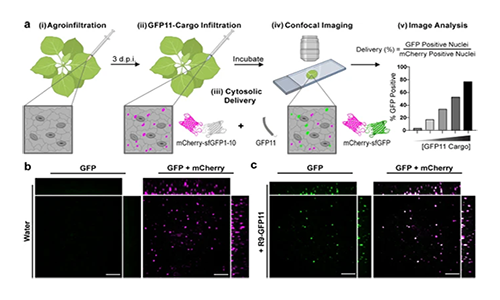 a (i) Agroinfiltration (ii) GFP11-Cargo Infiltration (iv) Confocal Imaging (v) Image Analysis
3 d.p.i.
Incubate
Delivery (%) = GFP Positive Nuclei
mCherry Positive Nuclei
(iii) Cytosolic
Delivery
% GFP Positive
mCherry-sfGFP1-10
+
GFP11
mCherry-sfGFP
[GFP11 Cargo]
b GFP GFP + mCherry
Water
c GFP GFP + mCherry
+ R9-GFP11